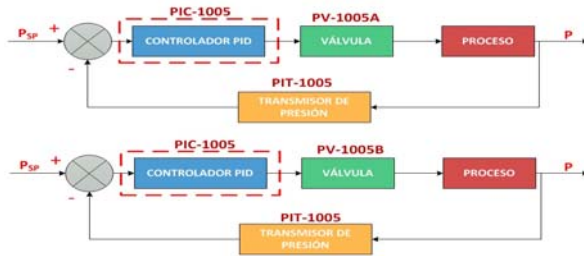 PIC-1005 PV-1005A
P_SP + CONTROLADOR PID VÁLVULA PROCESO P
-
PIT-1005
TRANSMISOR DE
PRESIÓN
PIC-1005 PV-1005B
P_SP + CONTROLADOR PID VÁLVULA PROCESO P
-
PIT-1005
TRANSMISOR DE
PRESIÓN